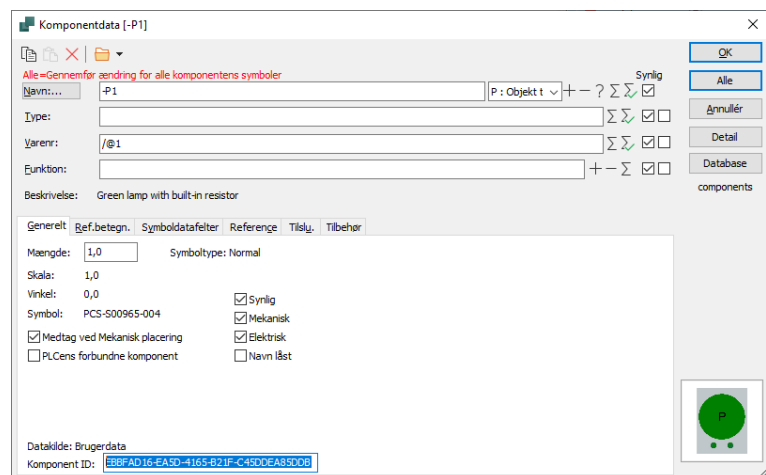 Komponentdata [-P1]
Alle=Gennemfør ændring for alle komponentens symboler
Synlig
Navn:...
-P1
P : Objekt t
Type:
Varenr:
/@1
Funktion:
Beskrivelse: Green lamp with built-in resistor
OK
Alle
Annullér
Detail
Database
components
Generelt Ref.betegn. Symboldatafelter Reference Tilslu. Tilbehør
Mængde: 1,0 Symboltype: Normal
Skala: 1,0
Vinkel: 0,0
Synlig
Symbol: PCS-S00965-004
Mekanisk
Medtag ved Mekanisk placering
Elektrisk
PLCens forbundne komponent
Navn låst
P
Datakilde: Brugerdata
Komponent ID: EBBFAD16-EA5D-4165-B21F-C45DDEA85DDB